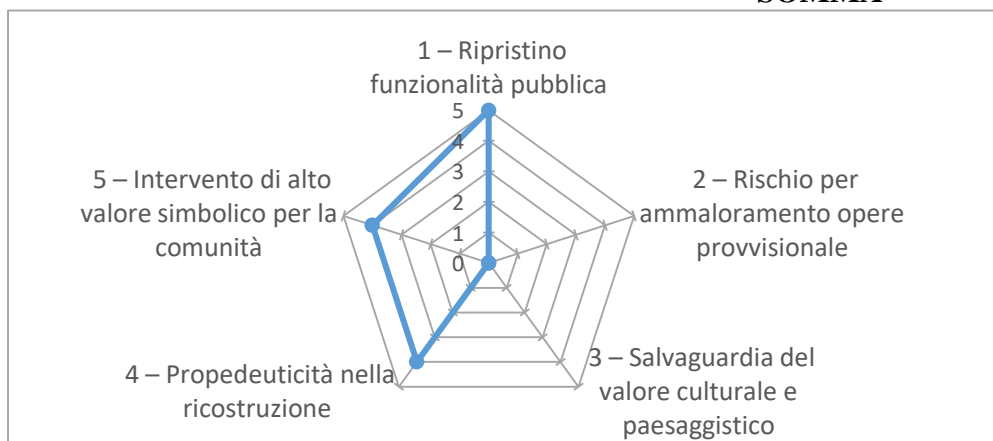 SOMMA
1 – Ripristino
funzionalità pubblica
5
4
3
2
1
0
5 – Intervento di alto
valore simbolico per la
comunità
2 – Rischio per
ammaloramento opere
provvisionale
4 – Propedeuticità nella
ricostruzione
3 – Salvaguardia del
valore culturale e
paesaggistico